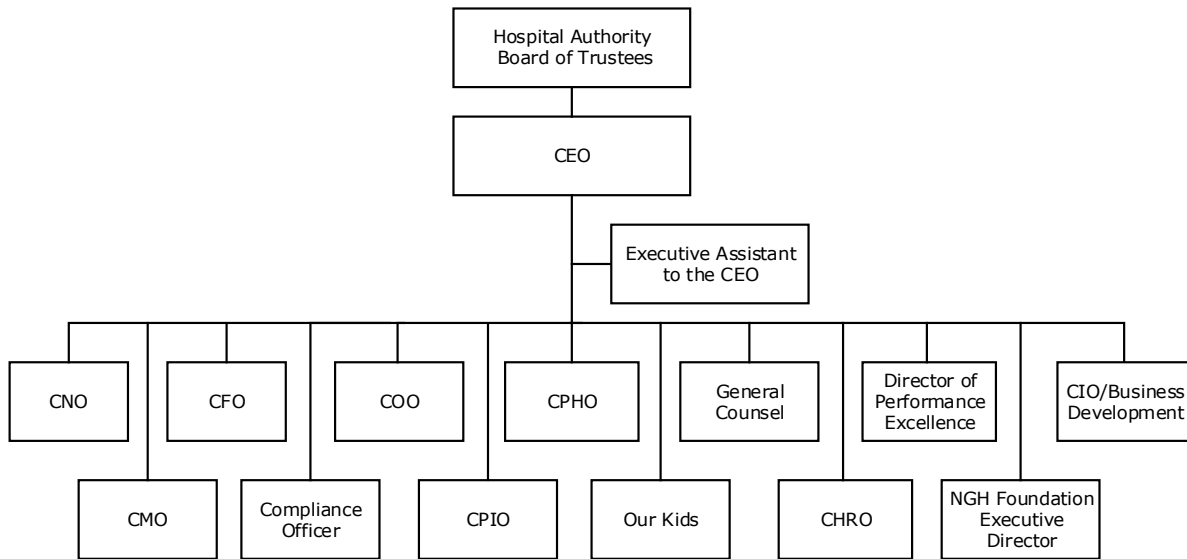 Hospital Authority
Board of Trustees
CEO
Executive Assistant
to the CEO
CNO
CFO
COO
CPHO
General
Counsel
Director of
Performance
Excellence
CIO/Business
Development
CMO
Compliance
Officer
CPIO
Our Kids
CHRO
NGH Foundation
Executive
Director